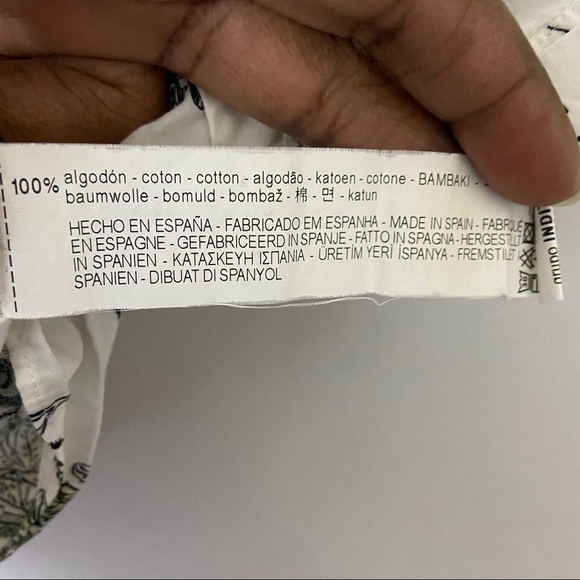 100% algodón - coton - cotton - algodão - katoen - cotone - BAMBAKI -
baumwolle - bomuld - bombaž - 棉 - 면 - katun
HECHO EN ESPAÑA - FABRICADO EM ESPANHA - MADE IN SPAIN - FABRIQUÉ
EN ESPAGNE - GEFABRICEERD IN SPANJE - FATTO IN SPAGNA - HERGESTELLT
IN SPANIEN - ΚΑΤΑΣΚΕΥΗ ΙΣΠΑΝΙΑ - ÜRETİM YERİ İSPANYA - FREMSTILLET I
SPANIEN - DIBUAT DI SPANYOL